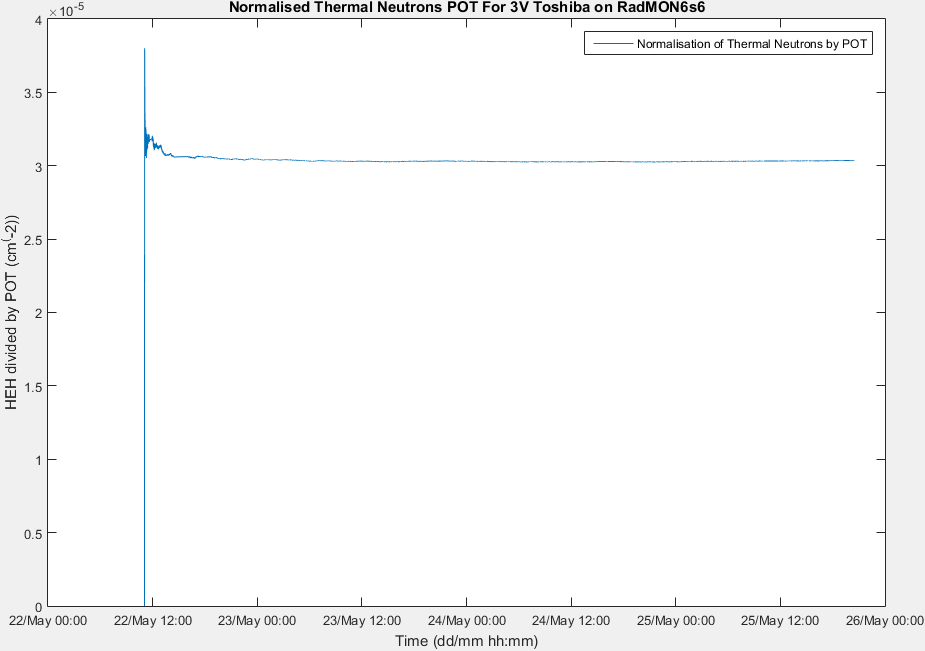 Normalised Thermal Neutrons POT For 3V Toshiba on RadMON6s6
×10-5
Normalisation of Thermal Neutrons by POT
4
3.5
3
2.5
2
1.5
1
0.5
0
HEH divided by POT (cm(-2))
22/May 00:00 22/May 12:00 23/May 00:00 23/May 12:00 24/May 00:00 24/May 12:00 25/May 00:00 25/May 12:00 26/May 00:00
Time (dd/mm hh:mm)